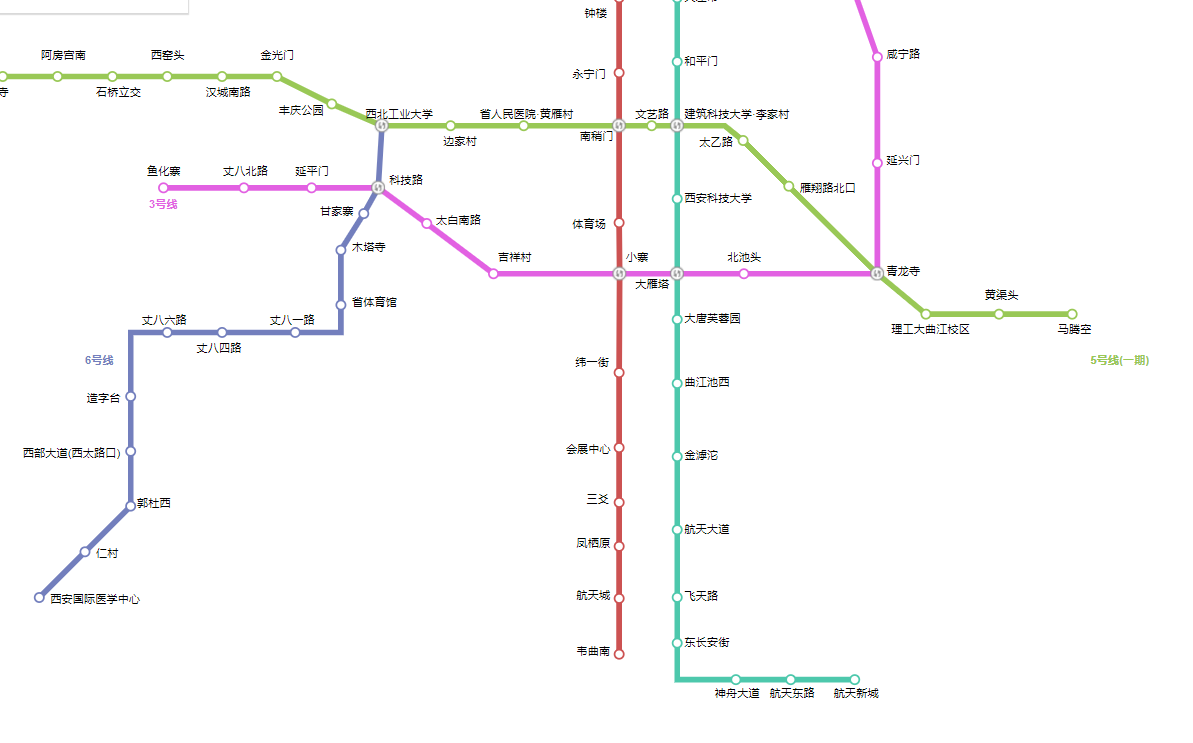 钟楼
咸宁路
阿房宫南
西窑头
金光门
和平门
永宁门
寺
石桥立交
汉城南路
丰庆公园
西北工业大学
省人民医院·黄雁村
文艺路
建筑科技大学·李家村
边家村
南稍门
太乙路
延兴门
鱼化寨
丈八北路
延平门
科技路
雁翔路北口
3号线
西安科技大学
甘家寨
太白南路
体育场
木塔寺
吉祥村
小寨
北池头
青龙寺
大雁塔
省体育馆
黄渠头
丈八六路
丈八一路
大唐芙蓉园
理工大曲江校区
马腾空
丈八四路
6号线
纬一街
5号线(一期)
曲江池西
造字台
西部大道(西太路口)
会展中心
金滹沱
三爻
郭杜西
航天大道
凤栖原
仁村
西安国际医学中心
航天城
飞天路
东长安街
韦曲南
神舟大道
航天东路
航天新城